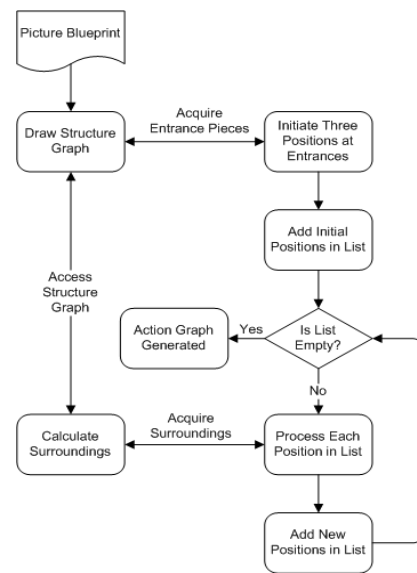 Picture Blueprint
Draw Structure
Graph
Acquire
Entrance Pieces
Initiate Three
Positions at
Entrances
Add Initial
Positions in List
Access
Structure
Graph
Action Graph
Generated
Yes
Is List
Empty?
No
Calculate
Surroundings
Acquire
Surroundings
Process Each
Position in List
Add New
Positions in List